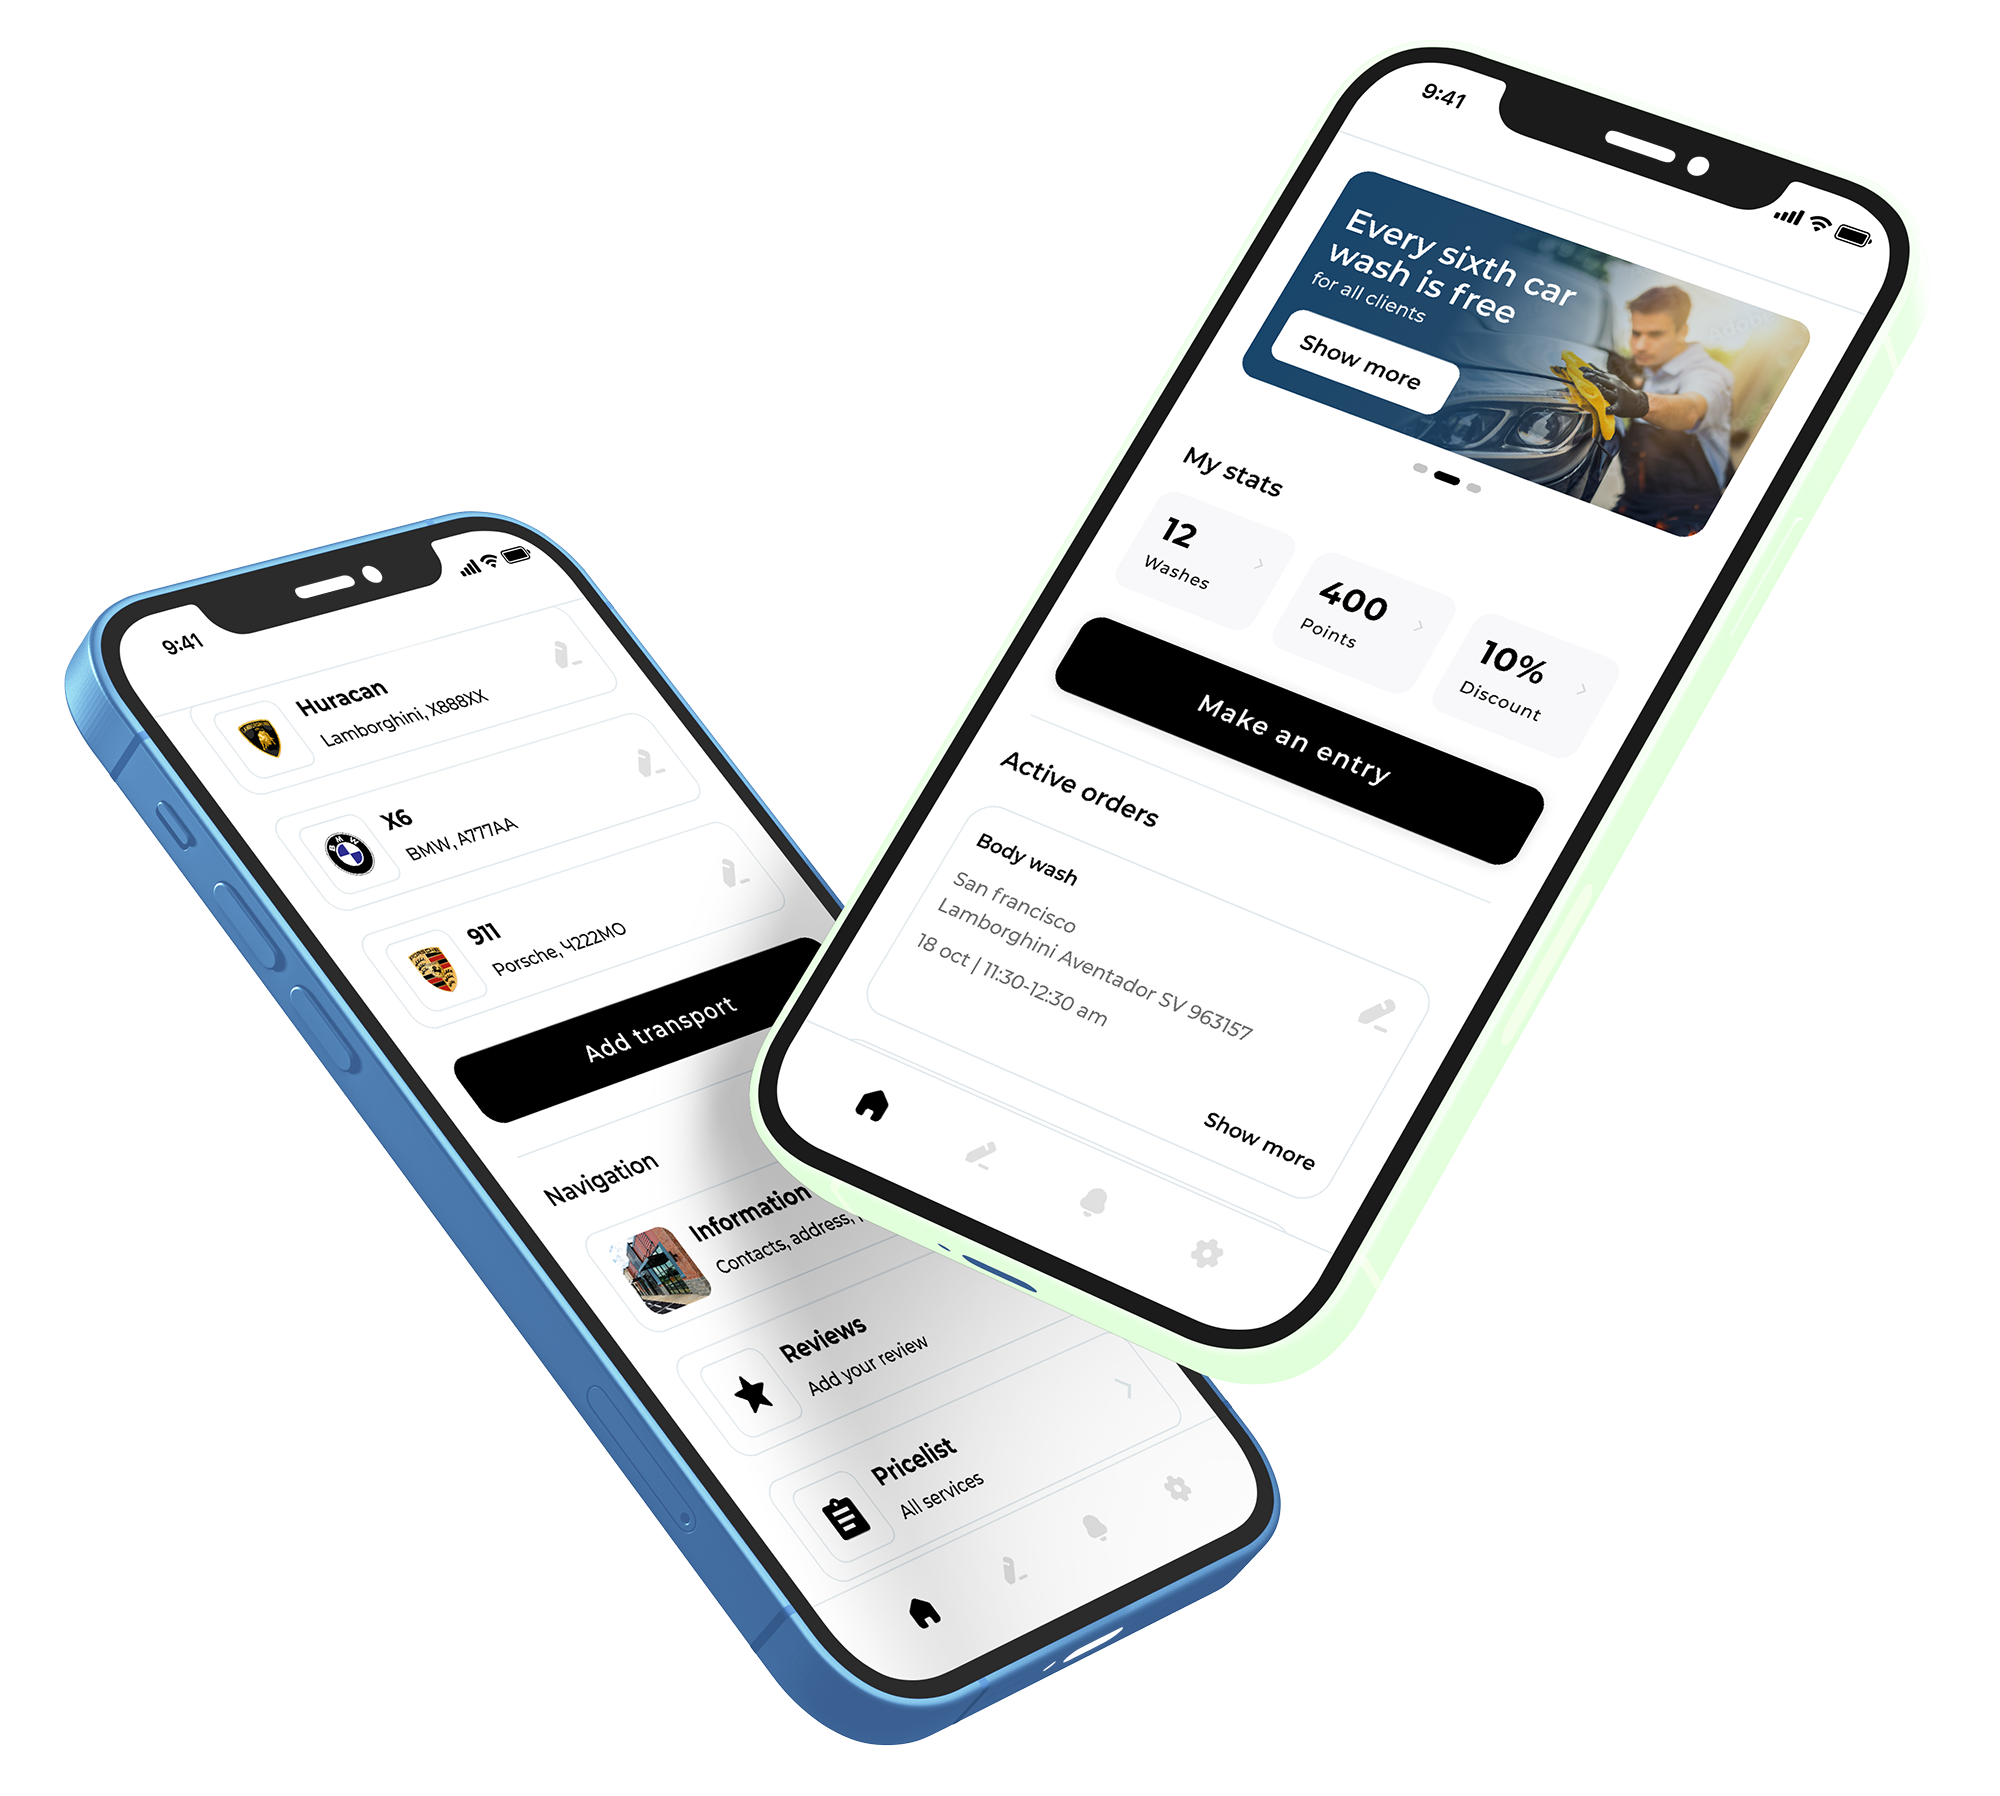 9:41
Huracan
Lamborghini, X888XX
X6
BMW, A777AA
911
Porsche, Ч222MO
Add transport
Navigation
Information
Contacts, address,
Reviews
Add your review
Pricelist
All services
9:41
Every sixth car
wash is free
for all clients
Show more
My stats
12
Washes
400
Points
10%
Discount
Make an entry
Active orders
Body wash
San francisco
Lamborghini Aventador SV 963157
18 oct | 11:30-12:30 am
Show more